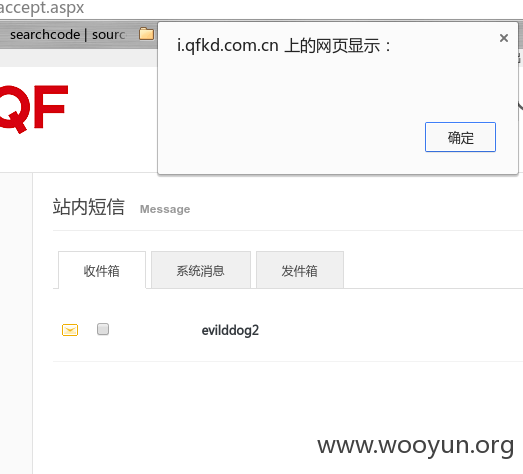 accept.aspx
searchcode | sourc
i.qfkd.com.cn 上的网页显示：
确定
QF
站内短信 Message
收件箱 系统消息 发件箱
evilddog2
www.wooyun.org